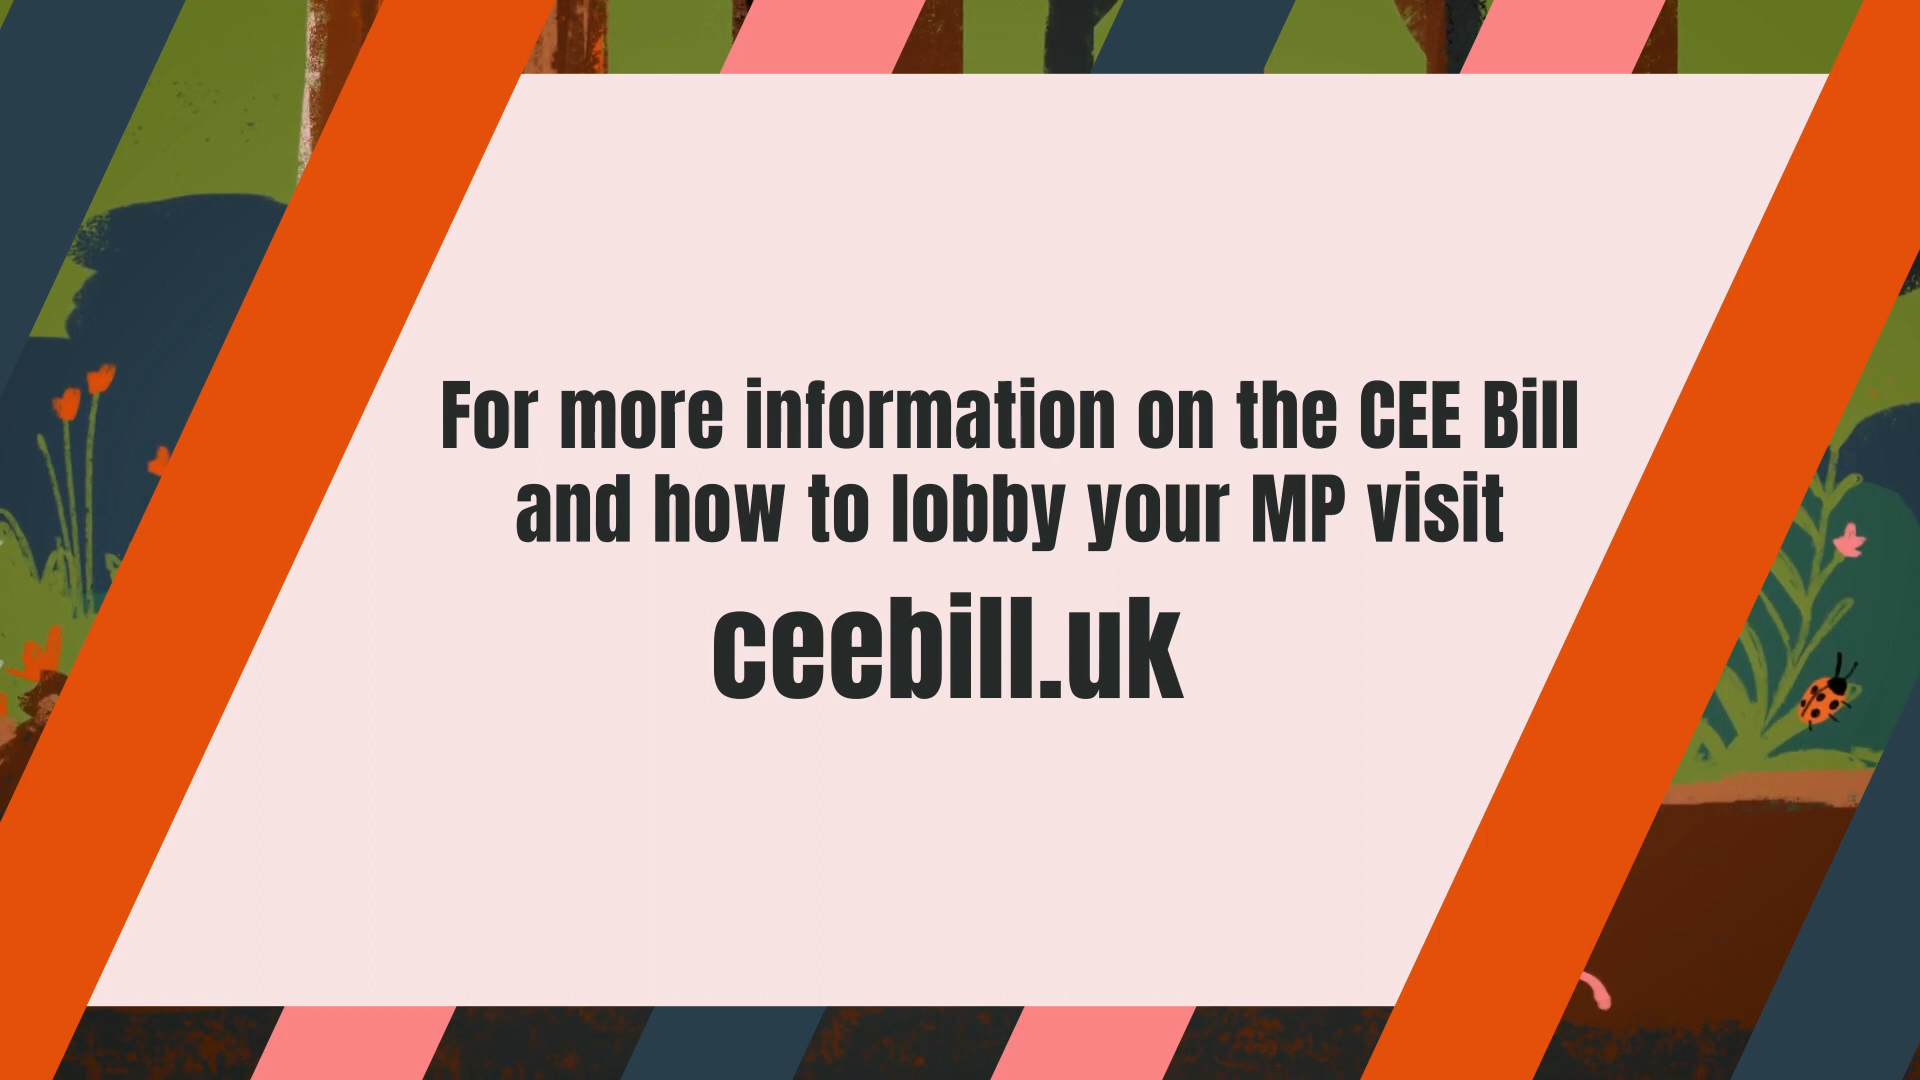 For more information on the CEE Bill
and how to lobby your MP visit
ceebill.uk